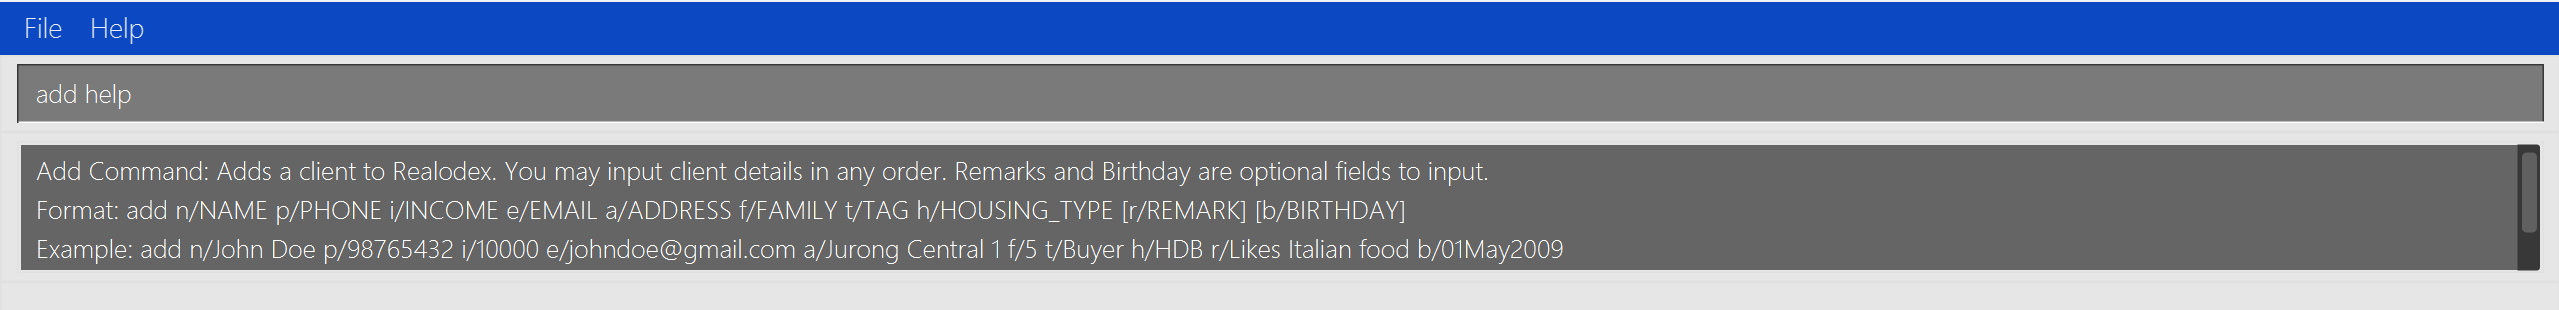 File Help
add help
Add Command: Adds a client to Realodex. You may input client details in any order. Remarks and Birthday are optional fields to input.
Format: add n/NAME p/PHONE i/INCOME e/EMAIL a/ADDRESS f/FAMILY t/TAG h/HOUSING_TYPE [r/REMARK] [b/BIRTHDAY]
Example: add n/John Doe p/98765432 i/10000 e/johndoe@gmail.com a/Jurong Central 1 f/5 t/Buyer h/HDB r/Likes Italian food b/01May2009